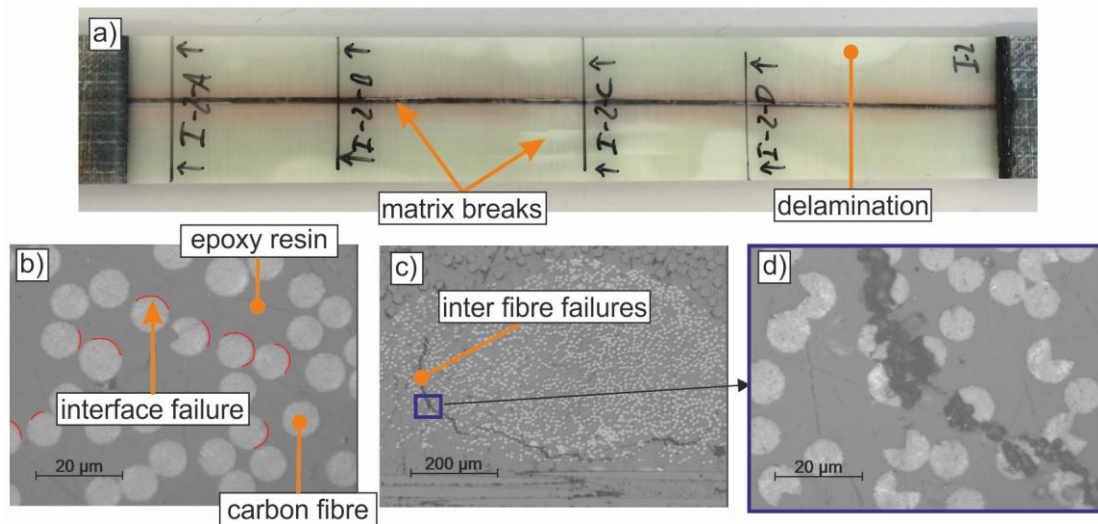 a)
I-2-A
I-2-B
I-2-C
I-2-D
I-2
matrix breaks
delamination
b)
epoxy resin
interface failure
carbon fibre
20 µm
c)
inter fibre failures
200 µm
d)
20 µm